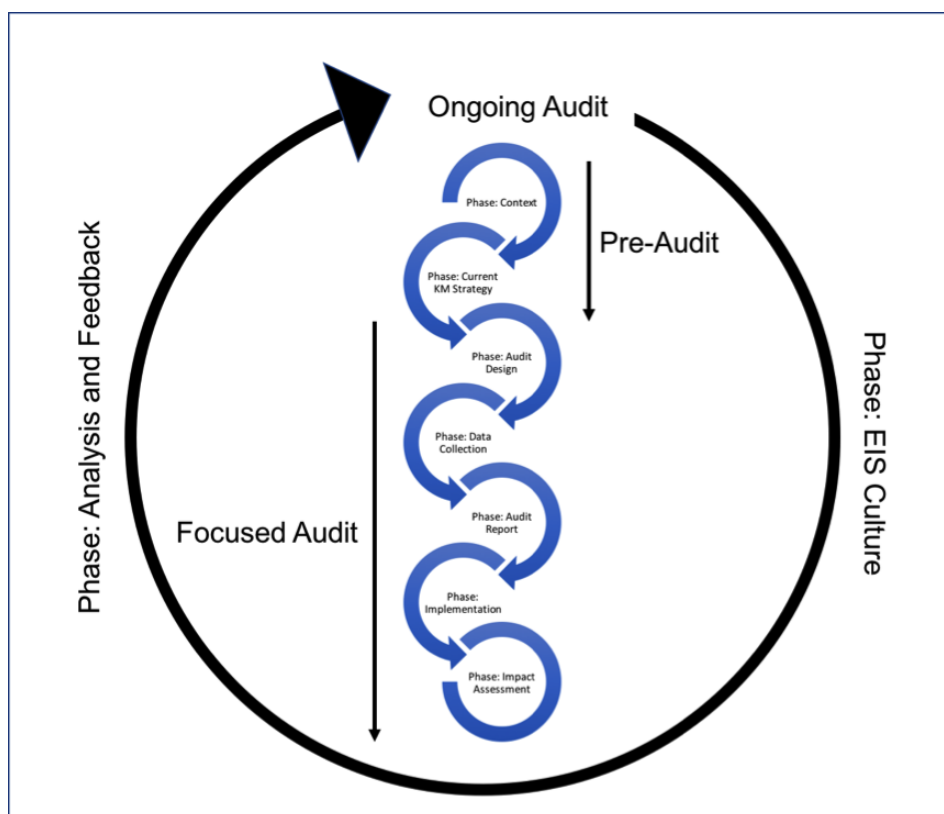 Ongoing Audit
Phase: Context
Pre-Audit
Phase: Current
KM Strategy
Phase: Audit
Design
Phase: Data
Collection
Focused Audit
Phase: Audit
Report
Phase:
Implementation
Phase: Impact
Assessment
Phase: Analysis and Feedback
Phase: EIS Culture